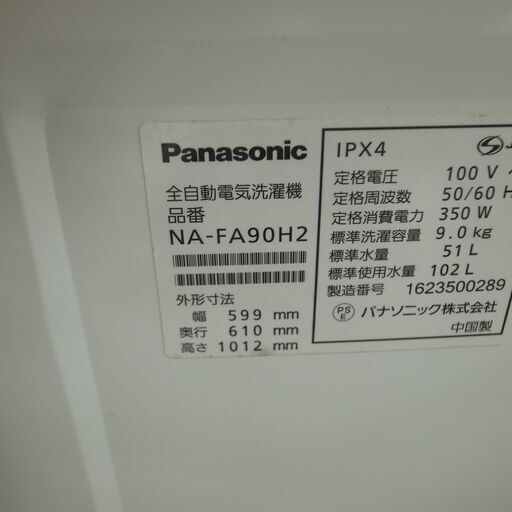 Panasonic
全自動電気洗濯機
品番
NA-FA90H2
外形寸法
幅 599 mm
奥行 610 mm
高さ 1012 mm
IPX4
定格電圧 100 V
定格周波数 50/60 H
定格消費電力 350 W
標準洗濯容量 9.0 kg
標準水量 51 L
標準使用水量 102 L
製造番号 1623500289
PS E パナソニック株式会社
中国製